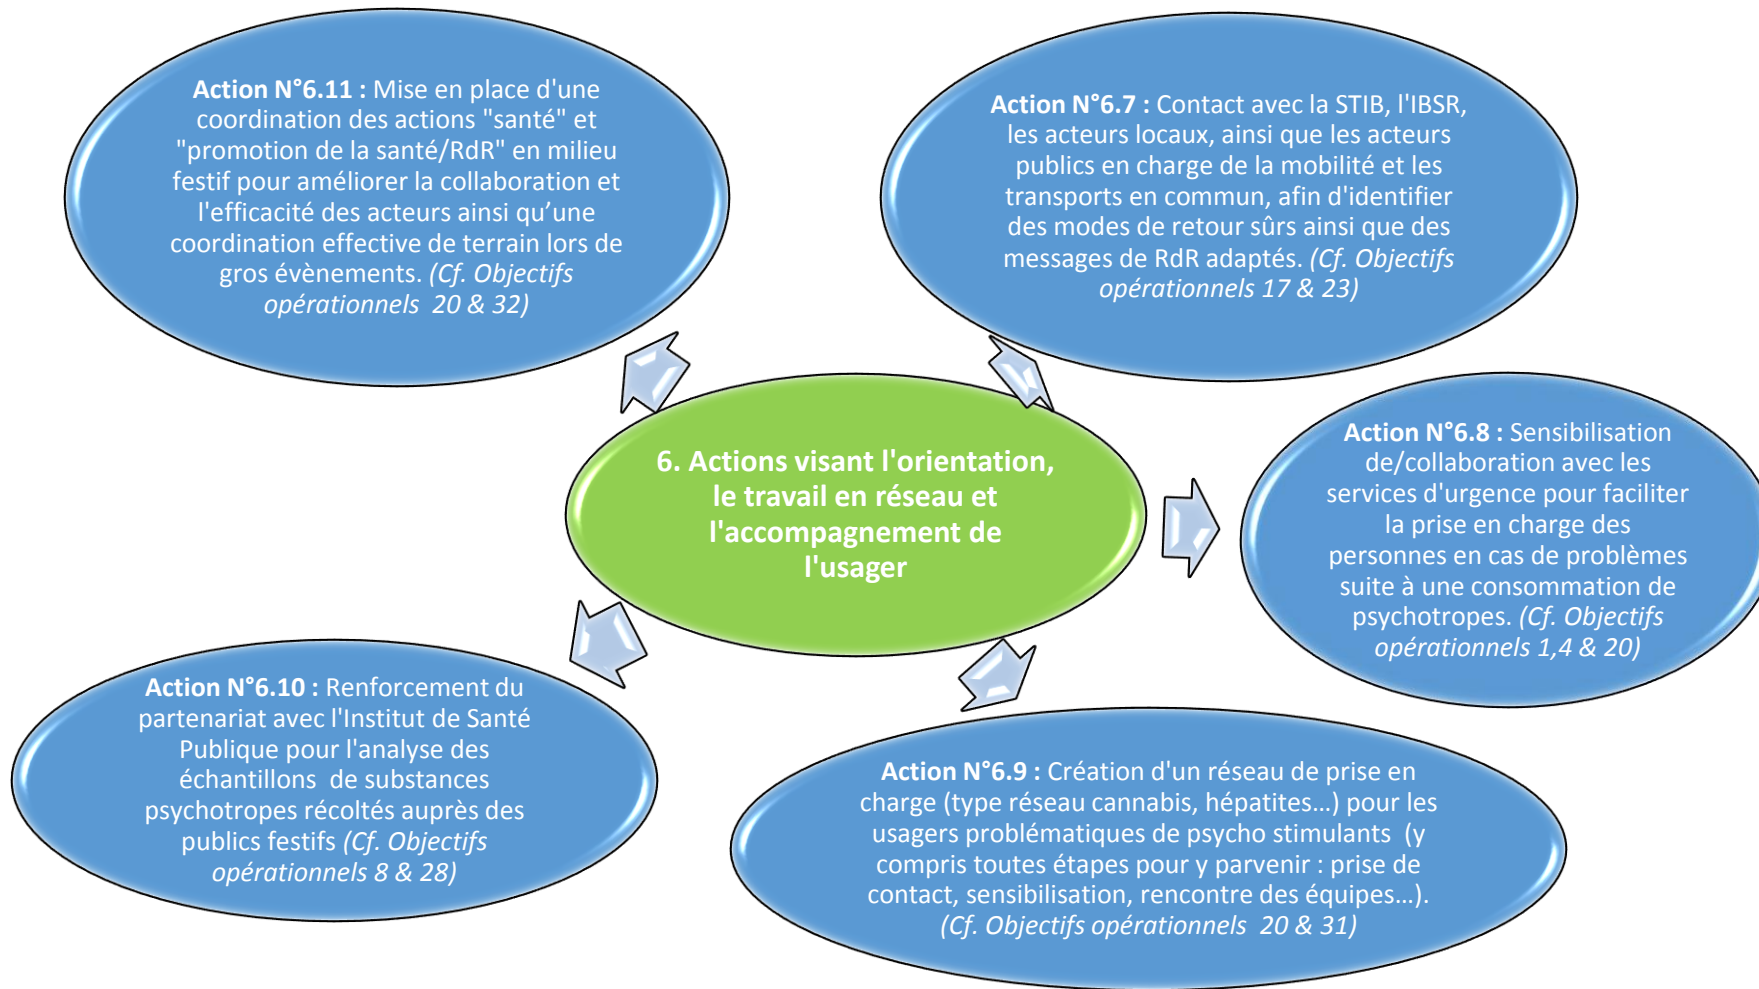 Action N°6.11 : Mise en place d'une
coordination des actions "santé" et
"promotion de la santé/RdR" en milieu
festif pour améliorer la collaboration et
l'efficacité des acteurs ainsi qu’une
coordination effective de terrain lors de
gros évènements. (Cf. Objectifs
opérationnels 20 & 32)
Action N°6.7 : Contact avec la STIB, l'IBSR,
les acteurs locaux, ainsi que les acteurs
publics en charge de la mobilité et les
transports en commun, afin d'identifier
des modes de retour sûrs ainsi que des
messages de RdR adaptés. (Cf. Objectifs
opérationnels 17 & 23)
6. Actions visant l'orientation,
le travail en réseau et
l'accompagnement de
l'usager
Action N°6.8 : Sensibilisation
de/collaboration avec les
services d'urgence pour faciliter
la prise en charge des
personnes en cas de problèmes
suite à une consommation de
psychotropes. (Cf. Objectifs
opérationnels 1,4 & 20)
Action N°6.10 : Renforcement du
partenariat avec l'Institut de Santé
Publique pour l'analyse des
échantillons de substances
psychotropes récoltés auprès des
publics festifs (Cf. Objectifs
opérationnels 8 & 28)
Action N°6.9 : Création d'un réseau de prise en
charge (type réseau cannabis, hépatites…) pour les
usagers problématiques de psycho stimulants (y
compris toutes étapes pour y parvenir : prise de
contact, sensibilisation, rencontre des équipes…).
(Cf. Objectifs opérationnels 20 & 31)